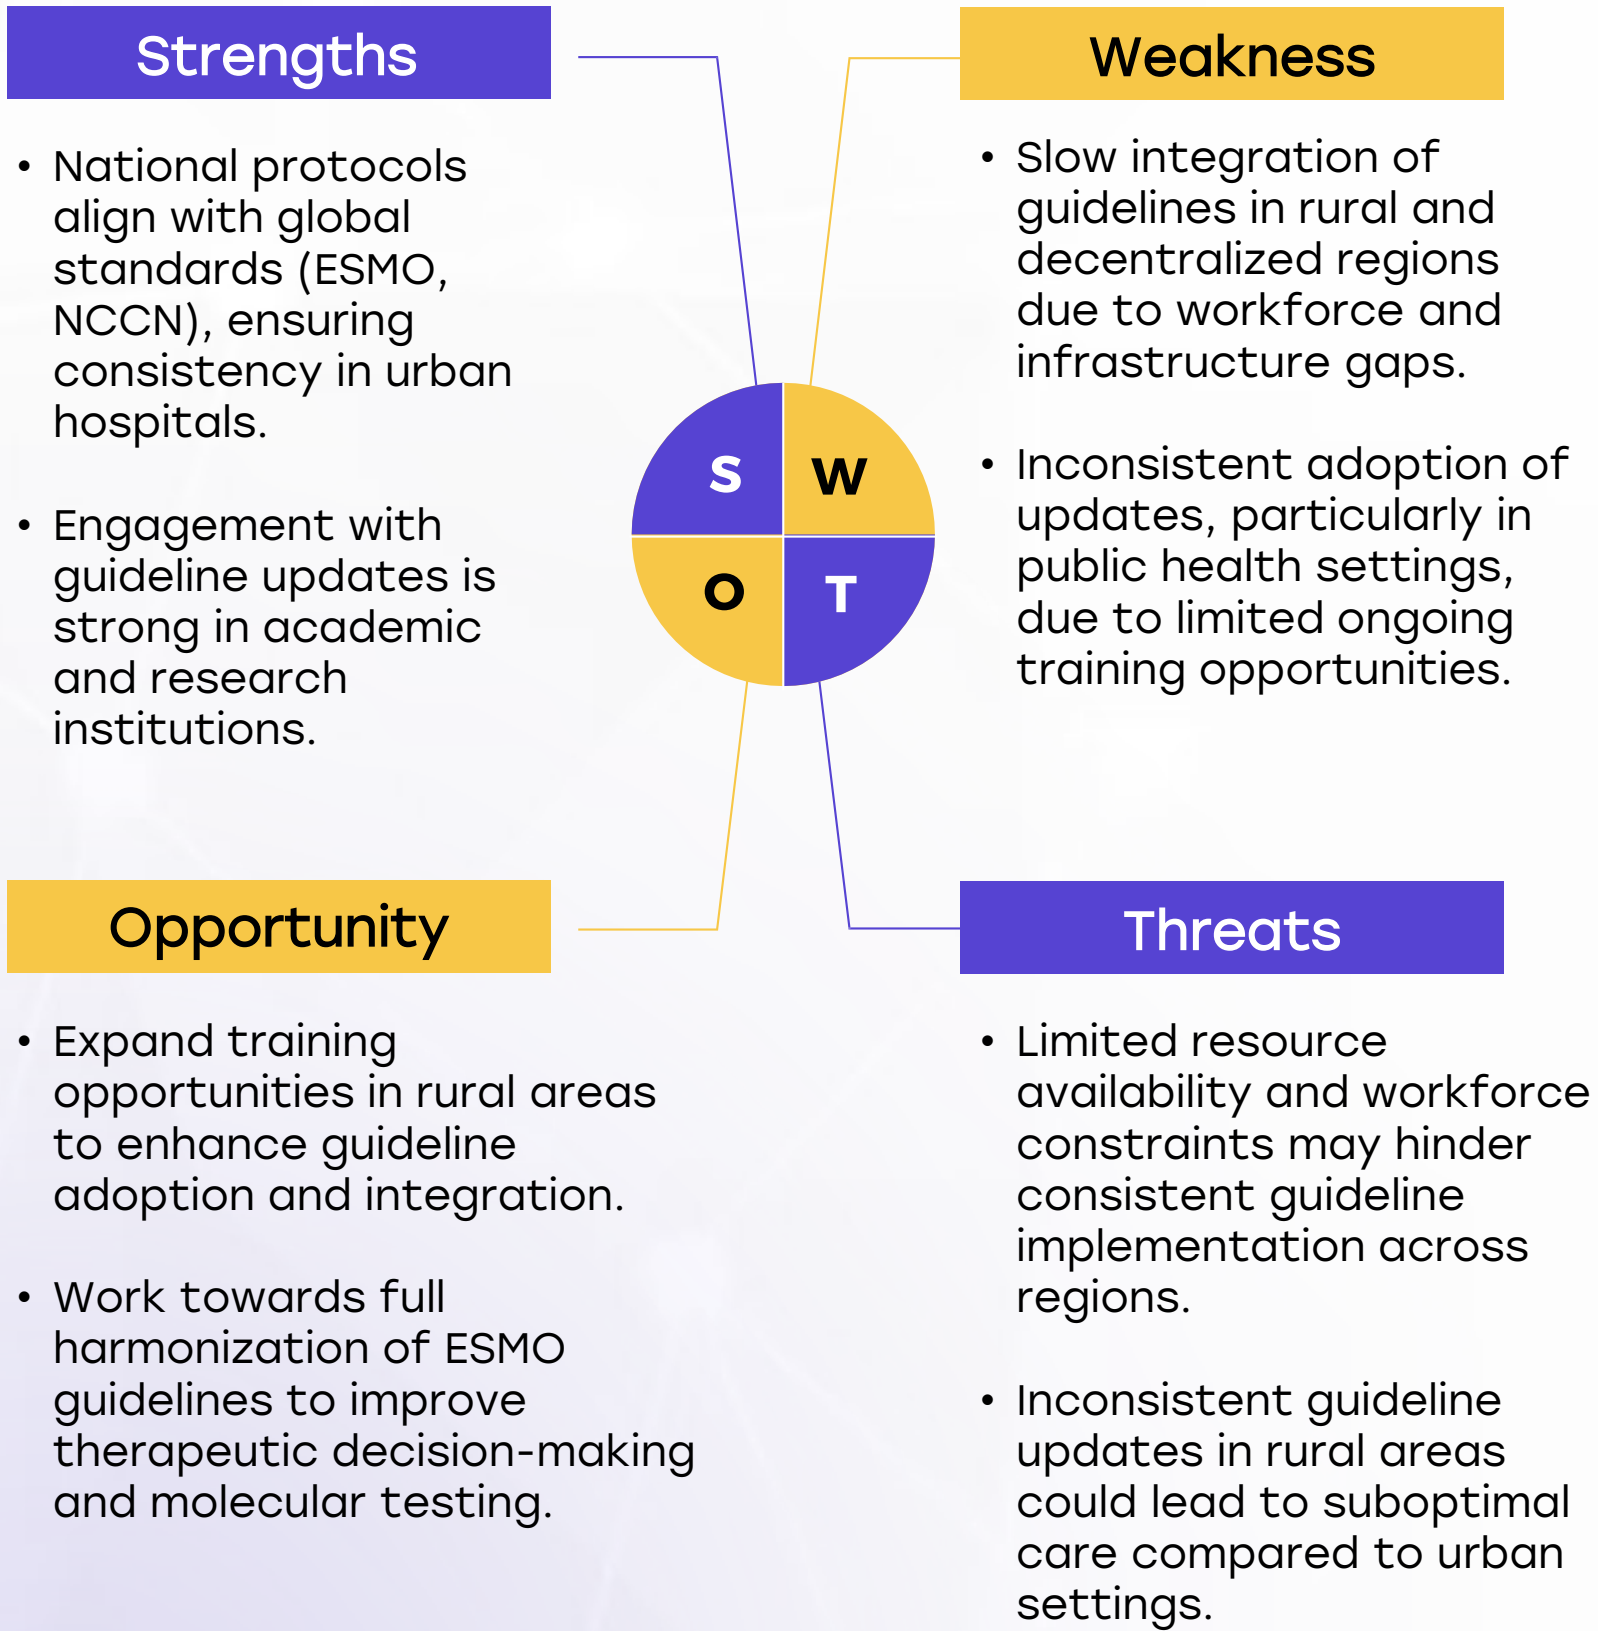 Strengths
• National protocols
align with global
standards (ESMO,
NCCN), ensuring
consistency in urban
hospitals.
• Engagement with
guideline updates is
strong in academic
and research
institutions.
Weakness
• Slow integration of
guidelines in rural and
decentralized regions
due to workforce and
infrastructure gaps.
• Inconsistent adoption of
updates, particularly in
public health settings,
due to limited ongoing
training opportunities.
S W
O T
Opportunity
• Expand training
opportunities in rural areas
to enhance guideline
adoption and integration.
• Work towards full
harmonization of ESMO
guidelines to improve
therapeutic decision-making
and molecular testing.
Threats
• Limited resource
availability and workforce
constraints may hinder
consistent guideline
implementation across
regions.
• Inconsistent guideline
updates in rural areas
could lead to suboptimal
care compared to urban
settings.